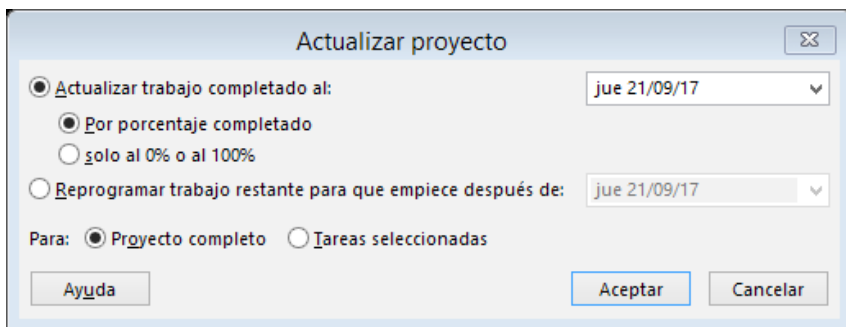 Actualizar proyecto
Actualizar trabajo completado al: jue 21/09/17
Por porcentaje completado
solo al 0% o al 100%
Reprogramar trabajo restante para que empiece después de: jue 21/09/17
Para: Proyecto completo Tareas seleccionadas
Ayuda Aceptar Cancelar